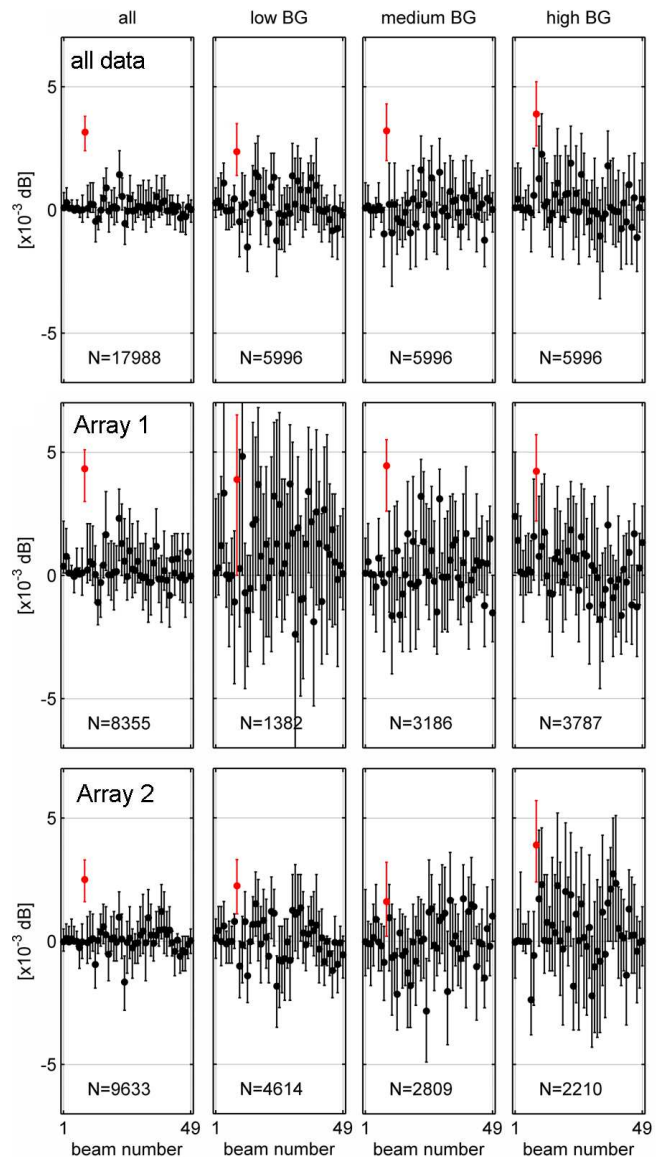 all low BG medium BG high BG
all data
[x10⁻³ dB]
5
0
-5
N=17988 N=5996 N=5996 N=5996
Array 1
[x10⁻³ dB]
5
0
-5
N=8355 N=1382 N=3186 N=3787
Array 2
[x10⁻³ dB]
5
0
-5
N=9633 N=4614 N=2809 N=2210
1 49 1 49 1 49 1 49
beam number beam number beam number beam number